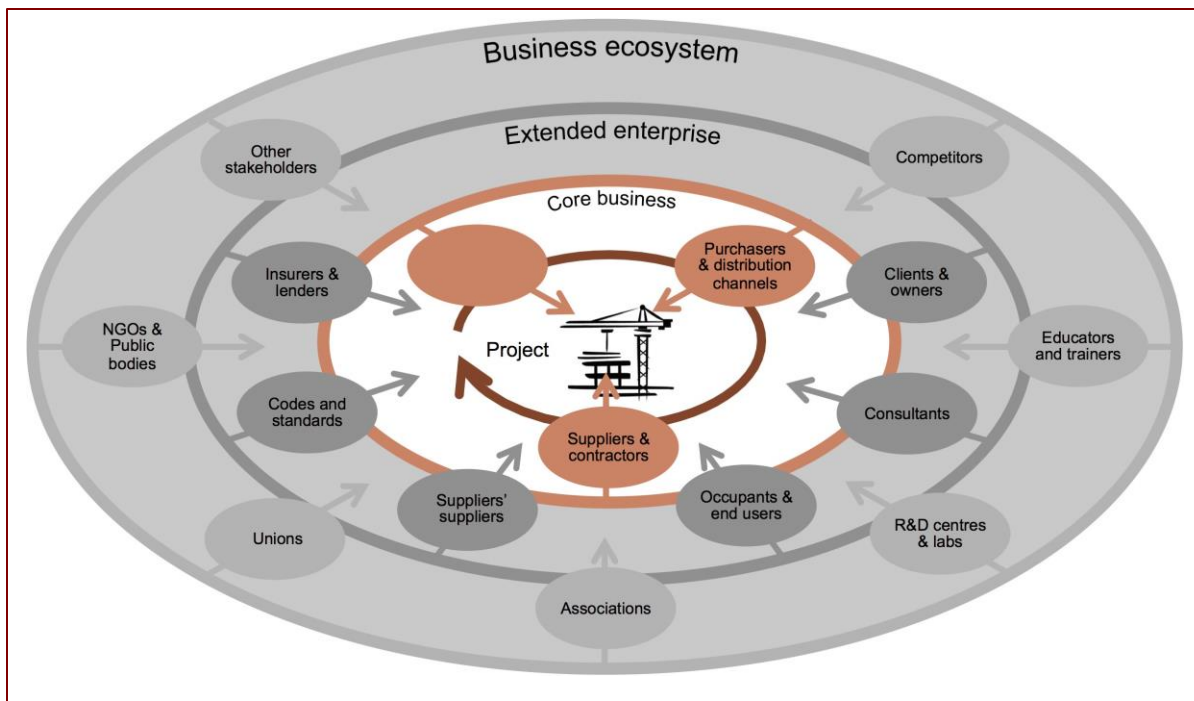 Business ecosystem
Extended enterprise
Other
stakeholders
Competitors
Core business
Purchasers
& distribution
channels
Insurers &
lenders
Clients &
owners
NGOs &
Public
bodies
Project
Educators
and trainers
Codes and
standards
Consultants
Suppliers &
contractors
Suppliers'
suppliers
Occupants &
end users
Unions
R&D centres
& labs
Associations